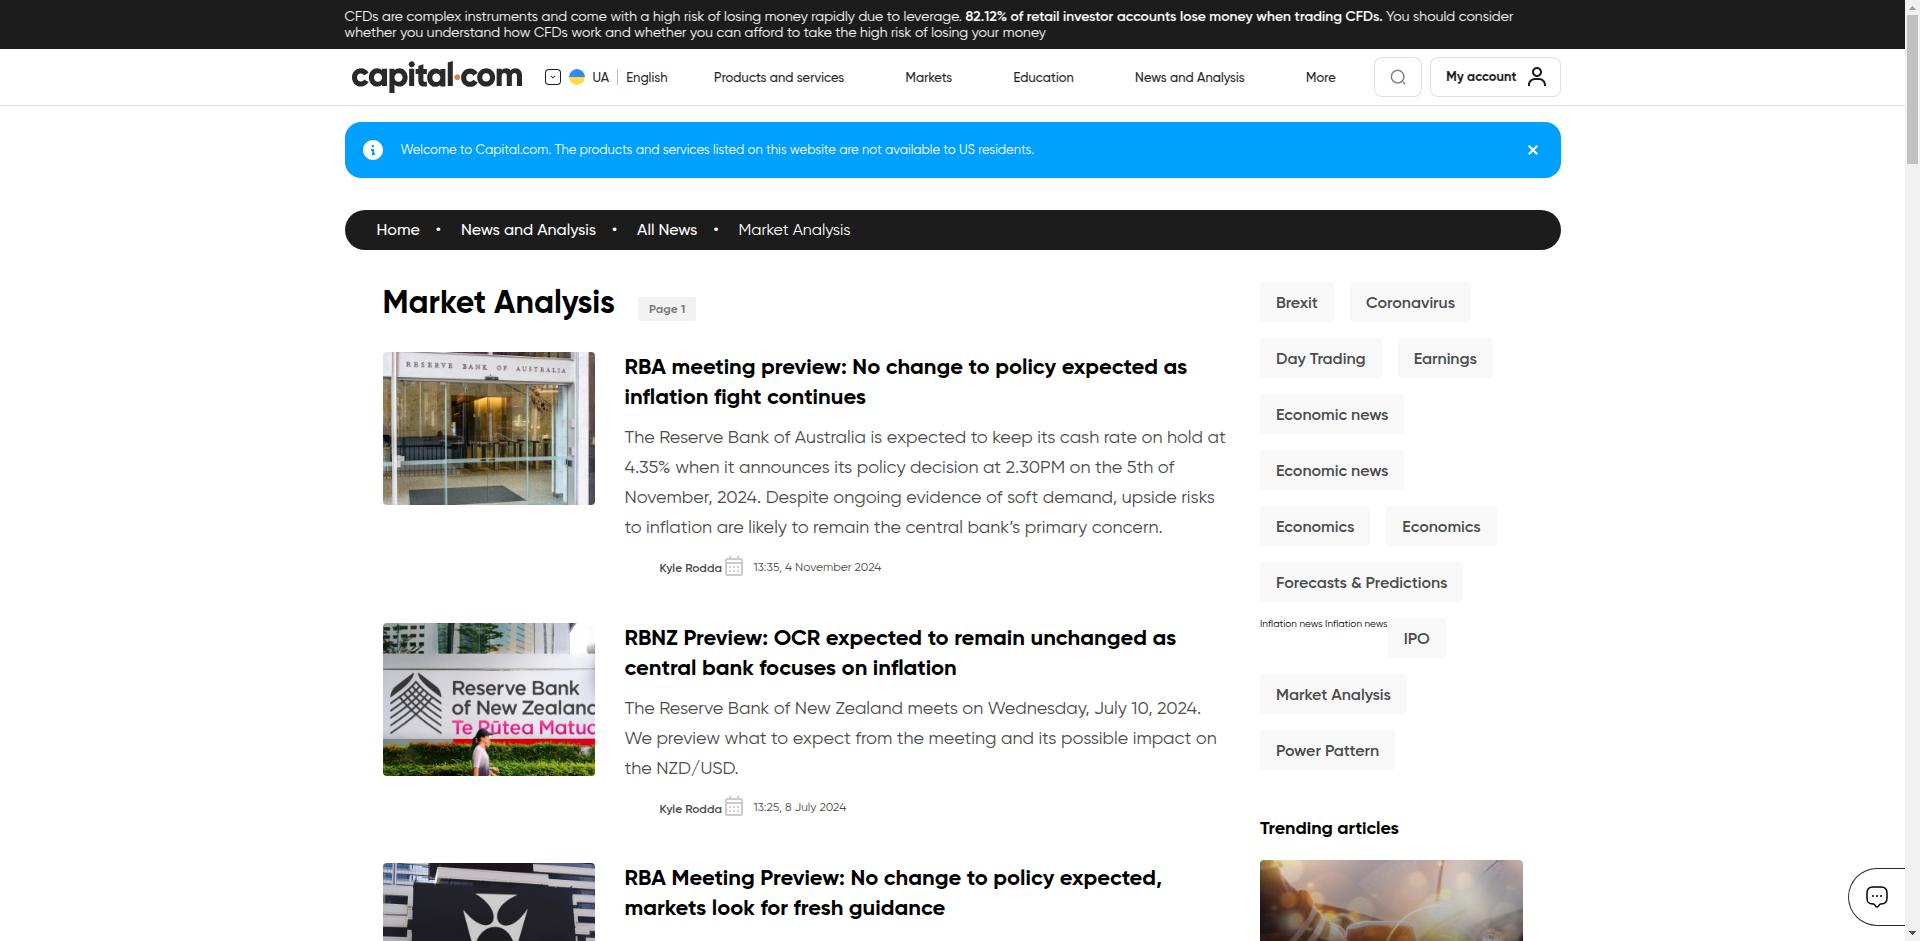 CFDs are complex instruments and come with a high risk of losing money rapidly due to leverage. 82.12% of retail investor accounts lose money when trading CFDs. You should consider
whether you understand how CFDs work and whether you can afford to take the high risk of losing your money
capital.com
UA
English
Products and services
Markets
Education
News and Analysis
More
My account
Welcome to Capital.com. The products and services listed on this website are not available to US residents.
Home • News and Analysis • All News • Market Analysis
Market Analysis
Page 1
RESERVE BANK OF AUSTRALIA
RBA meeting preview: No change to policy expected as
inflation fight continues
The Reserve Bank of Australia is expected to keep its cash rate on hold at
4.35% when it announces its policy decision at 2.30PM on the 5th of
November, 2024. Despite ongoing evidence of soft demand, upside risks
to inflation are likely to remain the central bank’s primary concern.
Kyle Rodda
13:35, 4 November 2024
Reserve Bank
of New Zealand
Te Pūtea Matua
RBNZ Preview: OCR expected to remain unchanged as
central bank focuses on inflation
The Reserve Bank of New Zealand meets on Wednesday, July 10, 2024.
We preview what to expect from the meeting and its possible impact on
the NZD/USD.
Kyle Rodda
13:25, 8 July 2024
RBA Meeting Preview: No change to policy expected,
markets look for fresh guidance
Brexit
Coronavirus
Day Trading
Earnings
Economic news
Economic news
Economics
Economics
Forecasts & Predictions
Inflation news Inflation news
IPO
Market Analysis
Power Pattern
Trending articles